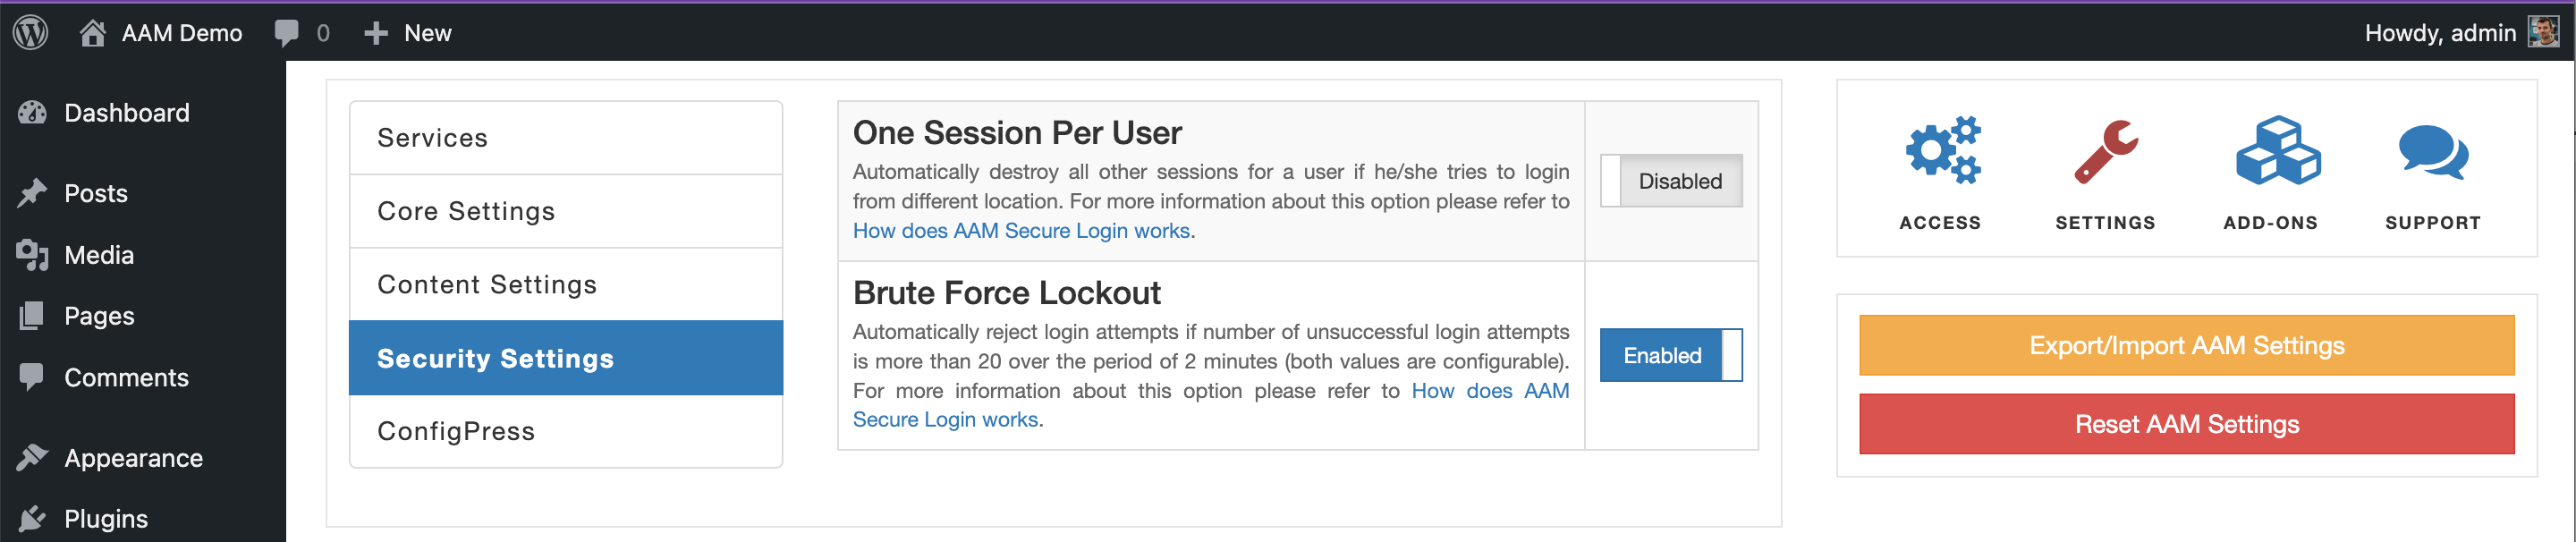 AAM Demo 0 New Howdy, admin
Dashboard
Posts
Media
Pages
Comments
Appearance
Plugins
Services
Core Settings
Content Settings
Security Settings
ConfigPress
One Session Per User
Automatically destroy all other sessions for a user if he/she tries to login
from different location. For more information about this option please refer to
How does AAM Secure Login works.
Disabled
Brute Force Lockout
Automatically reject login attempts if number of unsuccessful login attempts
is more than 20 over the period of 2 minutes (both values are configurable).
For more information about this option please refer to How does AAM
Secure Login works.
Enabled
ACCESS SETTINGS ADD-ONS SUPPORT
Export/Import AAM Settings
Reset AAM Settings